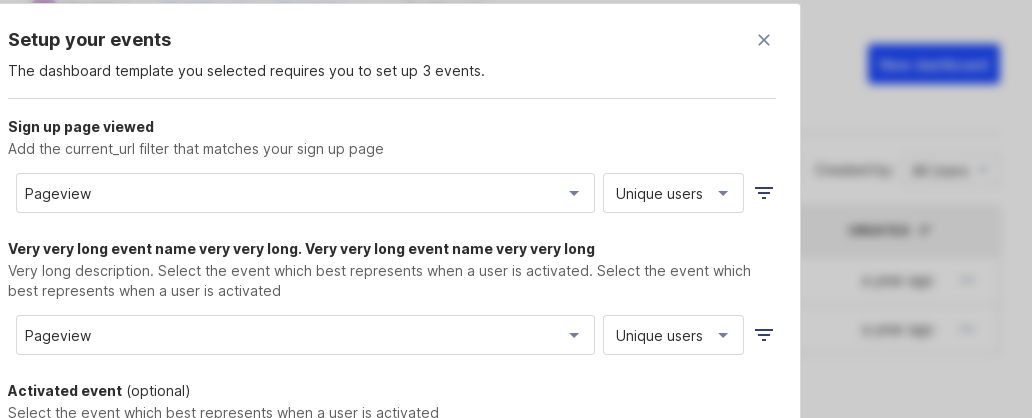 Setup your events
The dashboard template you selected requires you to set up 3 events.
Sign up page viewed
Add the current_url filter that matches your sign up page
Pageview
Unique users
Very very long event name very very long. Very very long event name very very long
Very long description. Select the event which best represents when a user is activated. Select the event which
best represents when a user is activated
Pageview
Unique users
Activated event (optional)
Select the event which best represents when a user is activated